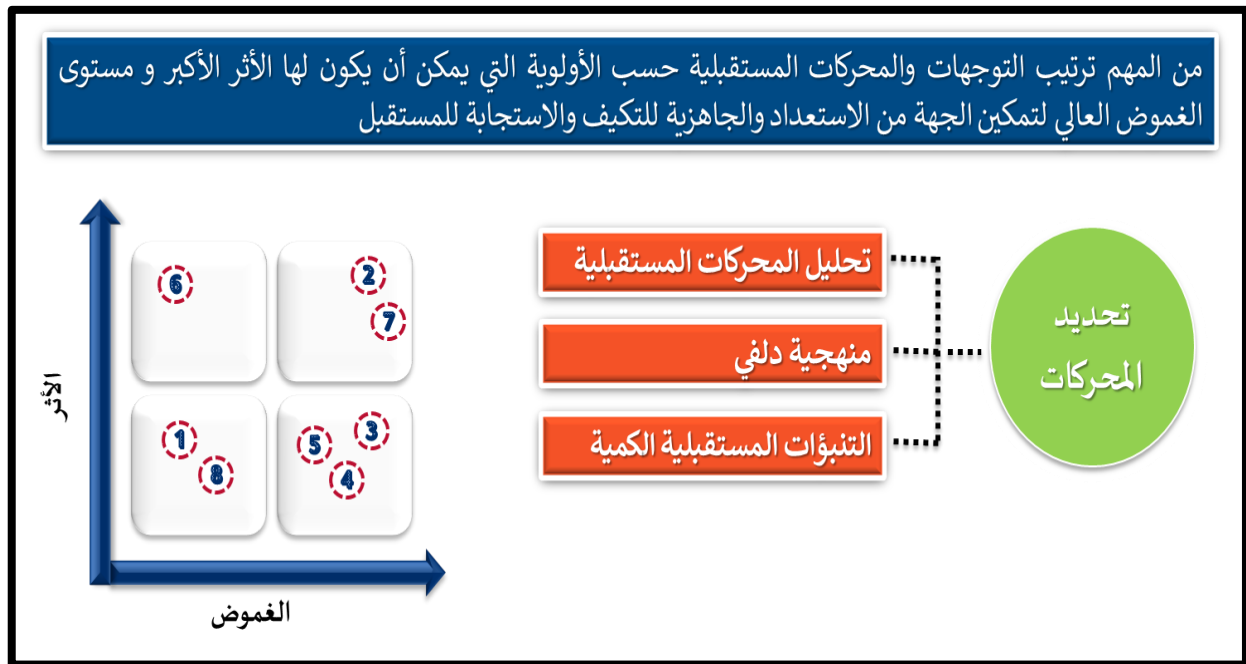 من المهم ترتيب التوجهات والمحركات المستقبلية حسب الأولوية التي يمكن أن يكون لها الأثر الأكبر و مستوى
الغموض العالي لتمكين الجهة من الاستعداد والجاهزية للتكيف والاستجابة للمستقبل
تحديد
المحركات
تحليل المحركات المستقبلية
منهجية دلفي
التنبؤات المستقبلية الكمية
الأثر
6
2
7
1
8
5
3
4
الغموض